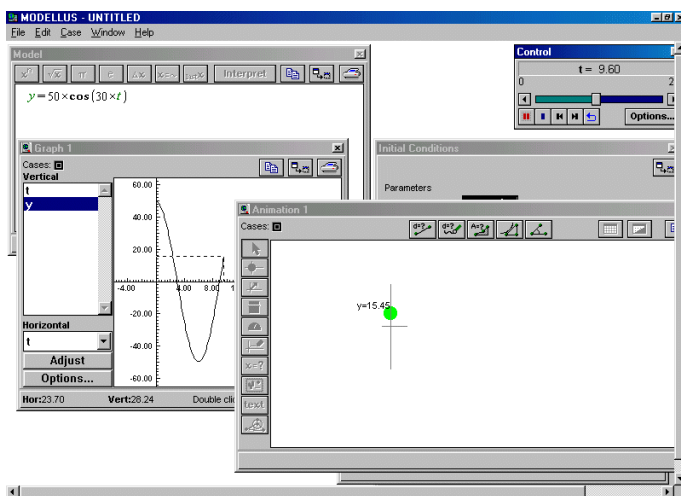 MODELLUS - UNTITLED
File Edit Case Window Help
Model
Interpret
y=50×cos(30×t)
Control
t = 9.60
0
Options...
Graph 1
Cases:
Vertical
t
y
60.00
40.00
20.00
-4.00 4.00 8.00
-20.00
-40.00
-60.00
Horizontal
t
Adjust
Options...
Hor:23.70 Vert:28.24 Double clic
Initial Conditions
Parameters
Animation 1
Cases:
d=? d=? A=?
x=?
text
y=15.45